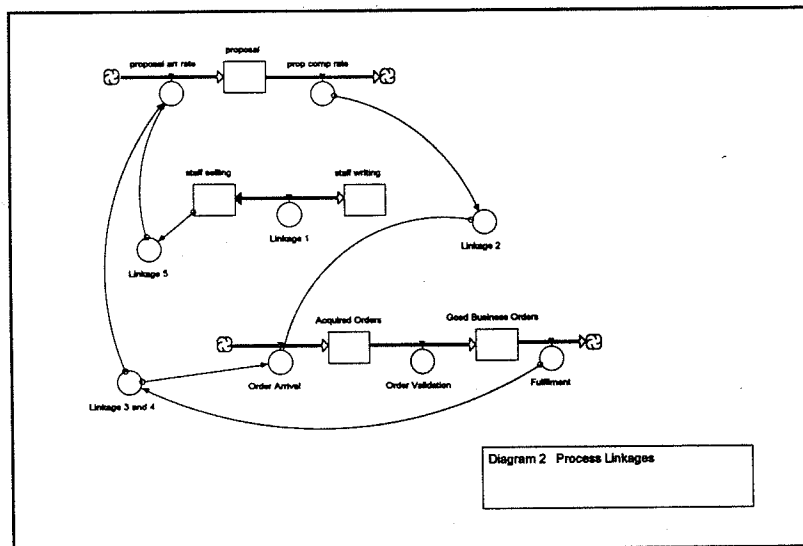 proposal
proposal arr rate
prop comp rate
staff selling
staff writing
Linkage 1
Linkage 2
Linkage 5
Acquired Orders
Good Business Orders
Order Arrival
Order Validation
Fulfilment
Linkage 3 and 4
Diagram 2 Process Linkages